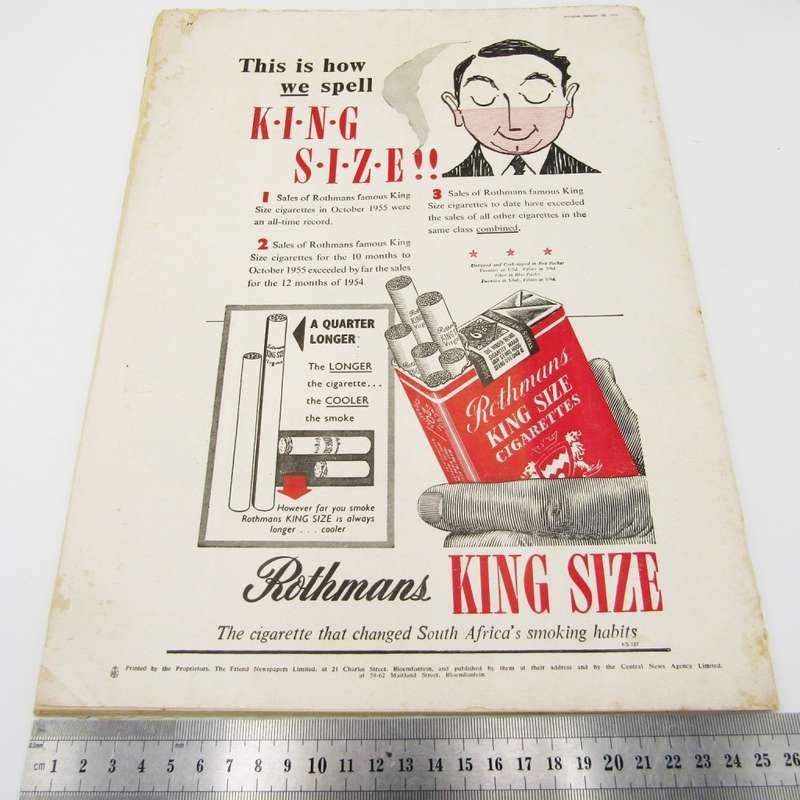 This is how
we spell
K·I·N·G
S·I·Z·E!!
1 Sales of Rothmans famous King
Size cigarettes in October 1955 were
an all-time record.
2 Sales of Rothmans famous King
Size cigarettes for the 10 months to
October 1955 exceeded by far the sales
for the 12 months of 1954.
3 Sales of Rothmans famous King
Size cigarettes to date have exceeded
the sales of all other cigarettes in the
same class combined.
A QUARTER
LONGER
The LONGER
the cigarette...
the COOLER
the smoke
However far you smoke
Rothmans KING SIZE is always
longer . . . cooler
Rothmans
KING SIZE
CIGARETTES
Rothmans KING SIZE
The cigarette that changed South Africa's smoking habits
Printed by the Proprietors, The Friend Newspapers Limited, at 21 Charles Street, Bloemfontein, and published by them at their address and by the Central News Agency Limited,
at 58-62 Maitland Street, Bloemfontein
0.5mm
mm
cm 1 2 3 4 5 6 7 8 9 10 11 12 13 14 15 16 17 18 19 20 21 22 23 24 25 26